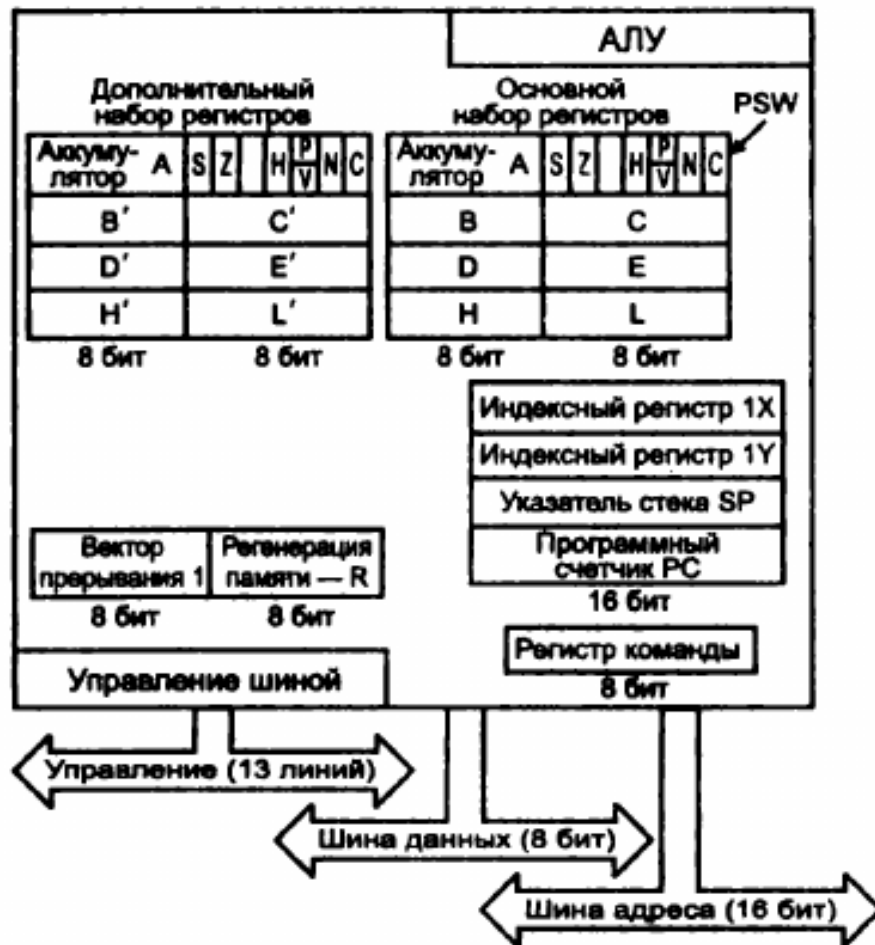 АЛУ
Дополнительный
набор регистров
Основной
набор регистров
PSW
Аккуму-
лятор A S Z H P/V N C
Аккуму-
лятор A S Z H P/V N C
B′ C′
B C
D′ E′
D E
H′ L′
H L
8 бит 8 бит
8 бит 8 бит
Индексный регистр 1X
Индексный регистр 1Y
Указатель стека SP
Программный
счетчик PC
16 бит
Вектор
прерывания 1
Регенерация
памяти — R
8 бит 8 бит
Регистр команды
8 бит
Управление шиной
Управление (13 линий)
Шина данных (8 бит)
Шина адреса (16 бит)